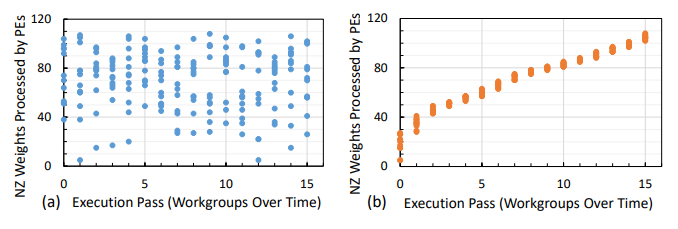 120
80
40
0
NZ Weights Processed by PEs
0 5 10 15
(a) Execution Pass (Workgroups Over Time)
120
80
40
0
NZ Weights Processed by PEs
0 5 10 15
(b) Execution Pass (Workgroups Over Time)